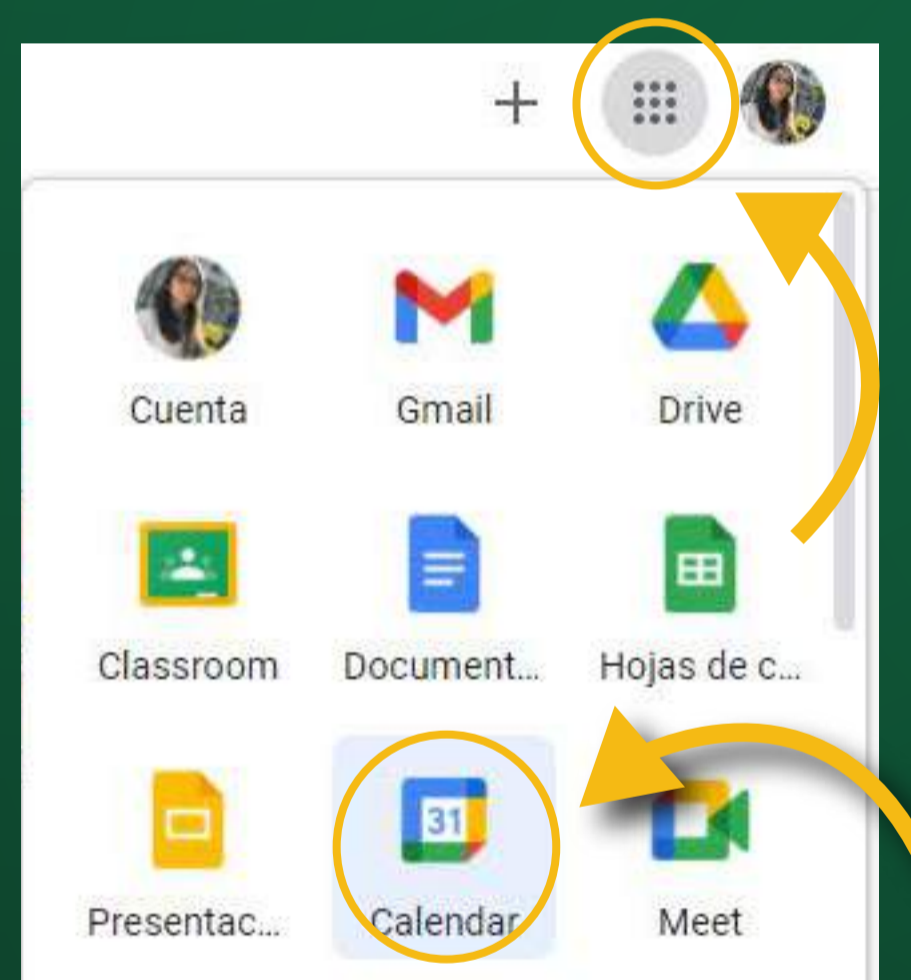 Cuenta Gmail Drive
Classroom Document... Hojas de c...
31
Presentac... Calendar Meet